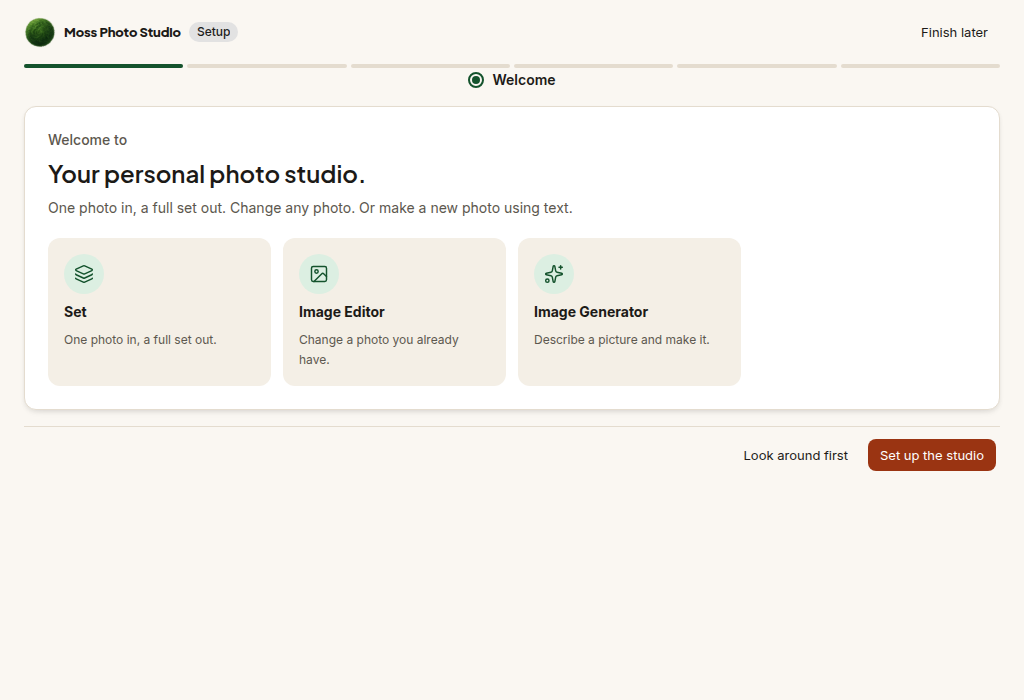 Moss Photo Studio
Setup
Finish later
Welcome
Welcome to
Your personal photo studio.
One photo in, a full set out. Change any photo. Or make a new photo using text.
Set
One photo in, a full set out.
Image Editor
Change a photo you already
have.
Image Generator
Describe a picture and make it.
Look around first
Set up the studio